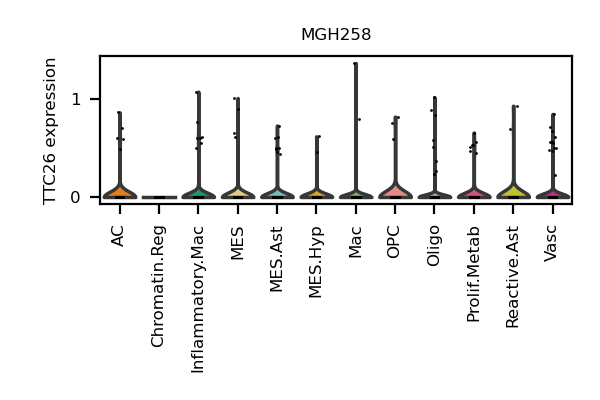 MGH258
TTC26 expression
1
0
AC
Chromatin.Reg
Inflammatory.Mac
MES
MES.Ast
MES.Hyp
Mac
OPC
Oligo
Prolif.Metab
Reactive.Ast
Vasc